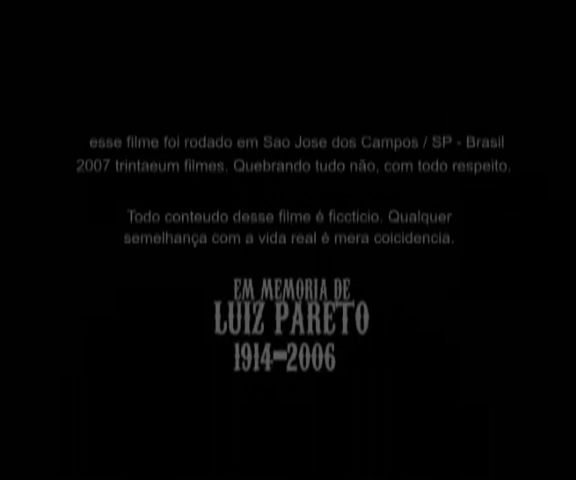 esse filme foi rodado em Sao Jose dos Campos / SP - Brasil
2007 trintaeum filmes. Quebrando tudo não, com todo respeito.
Todo conteudo desse filme é ficcticio. Qualquer
semelhança com a vida real è mera coicidencia.
EM MEMORIA DE
LUIZ PARETO
1914-2006